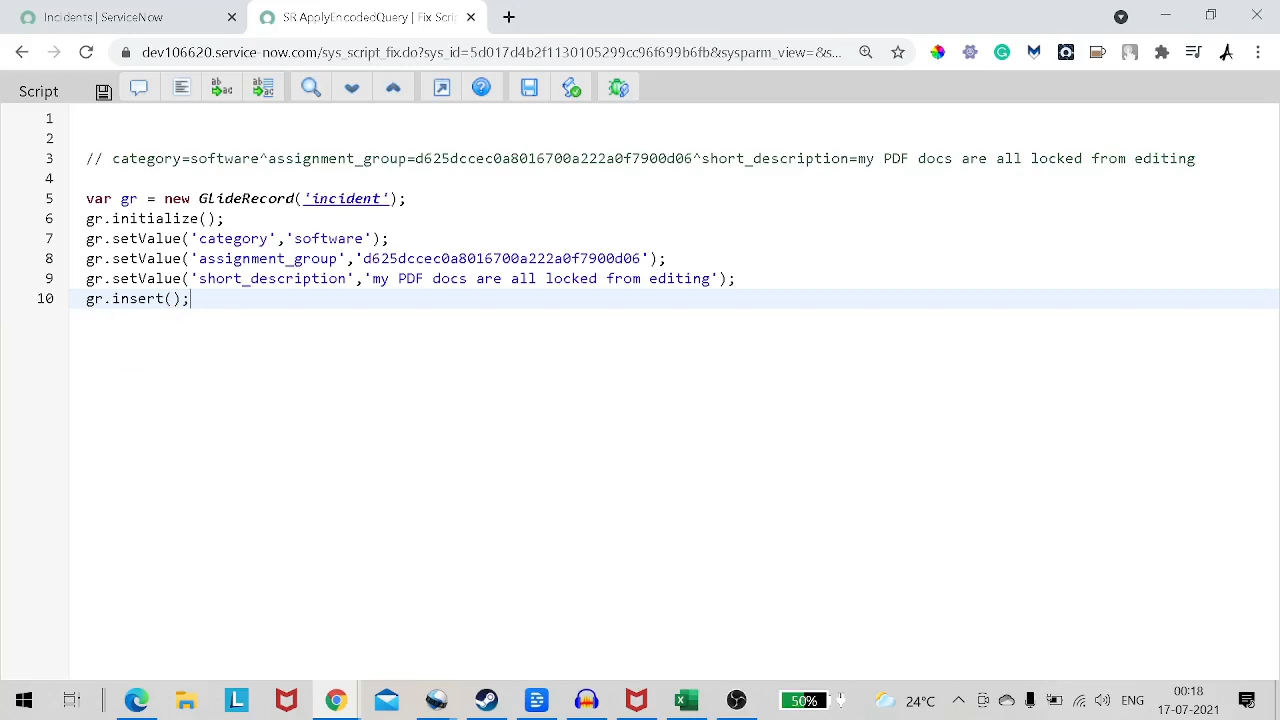 Incidents | ServiceNow
SR ApplyEncodedQuery | Fix Scri
dev106620.service-now.com/sys_script_fix.do?sys_id=5d017d4b2f1130105299cc96f699b6fb&sysparm_view=&s...
Script
1
2
3 // category=software^assignment_group=d625dccec0a8016700a222a0f7900d06^short_description=my PDF docs are all locked from editing
4
5 var gr = new GlideRecord('incident');
6 gr.initialize();
7 gr.setValue('category','software');
8 gr.setValue('assignment_group','d625dccec0a8016700a222a0f7900d06');
9 gr.setValue('short_description','my PDF docs are all locked from editing');
10 gr.insert();
50%
24°C
ENG
00:18
17-07-2021